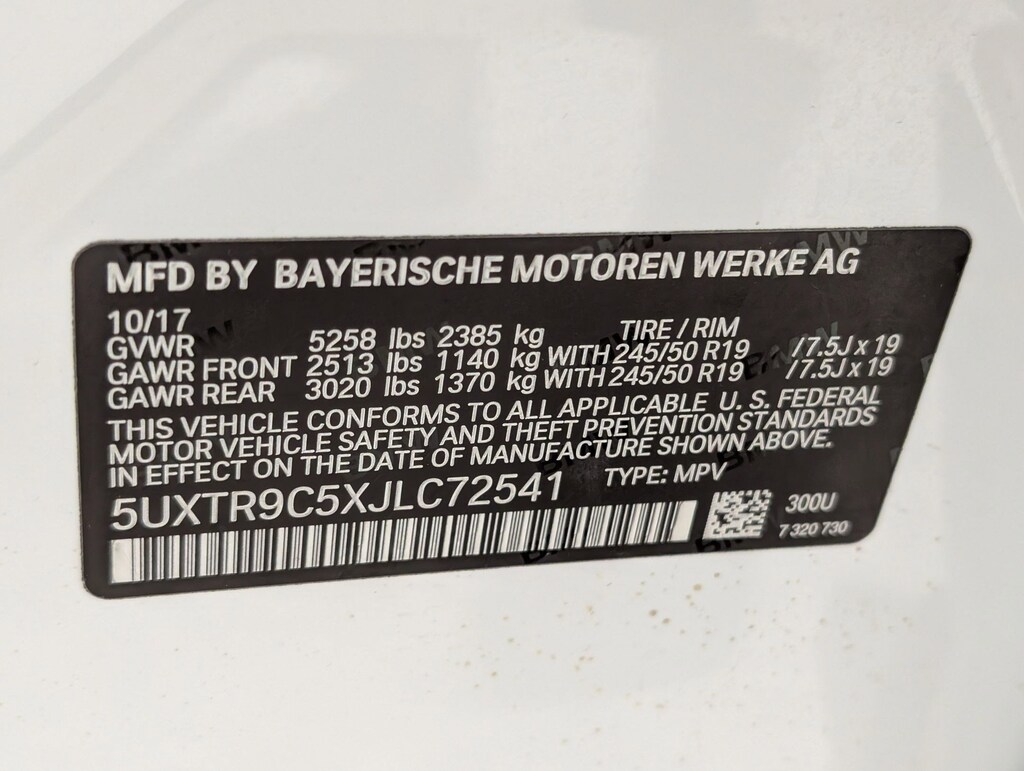 MFD BY BAYERISCHE MOTOREN WERKE AG
10/17 TIRE / RIM
GVWR 5258 lbs 2385 kg
GAWR FRONT 2513 lbs 1140 kg WITH 245/50 R19 / 7.5J x 19
GAWR REAR 3020 lbs 1370 kg WITH 245/50 R19 / 7.5J x 19
THIS VEHICLE CONFORMS TO ALL APPLICABLE U. S. FEDERAL
MOTOR VEHICLE SAFETY AND THEFT PREVENTION STANDARDS
IN EFFECT ON THE DATE OF MANUFACTURE SHOWN ABOVE.
5UXTR9C5XJLC72541 TYPE: MPV
300U
7 320 730